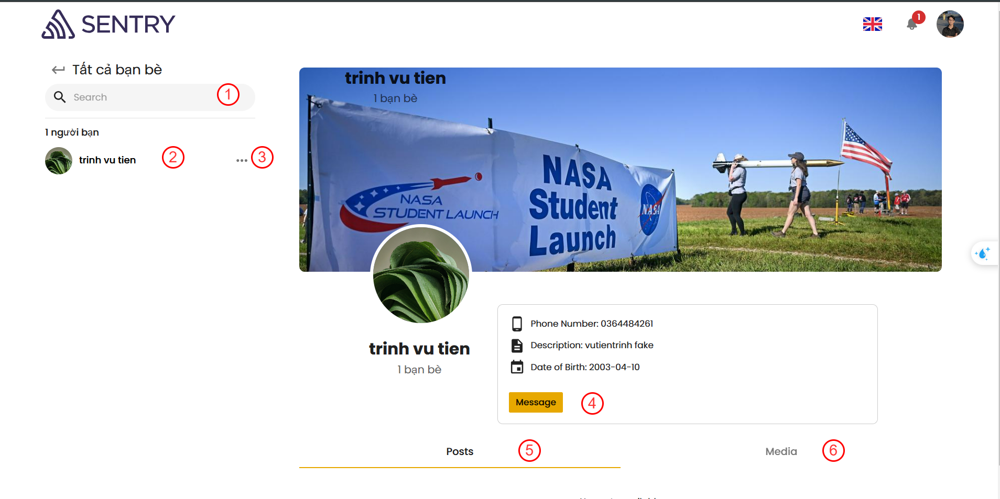 SENTRY
1
Tất cả bạn bè
Search
1
1 người bạn
trinh vu tien
2
3
trinh vu tien
1 bạn bè
NASA
STUDENT LAUNCH
NASA
Student
Launch
NASA
trinh vu tien
1 bạn bè
Phone Number: 0364484261
Description: vutientrinh fake
Date of Birth: 2003-04-10
Message
4
Posts
5
Media
6